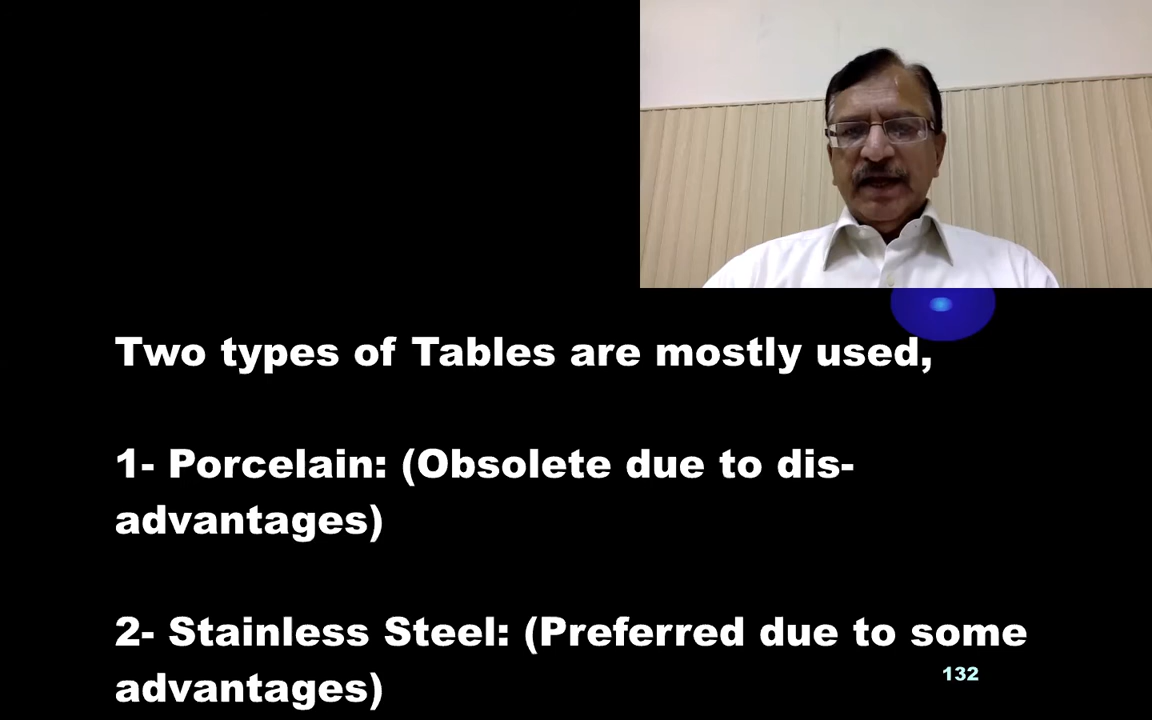 Two types of Tables are mostly used,
1- Porcelain: (Obsolete due to dis-
advantages)
2- Stainless Steel: (Preferred due to some
advantages)
132